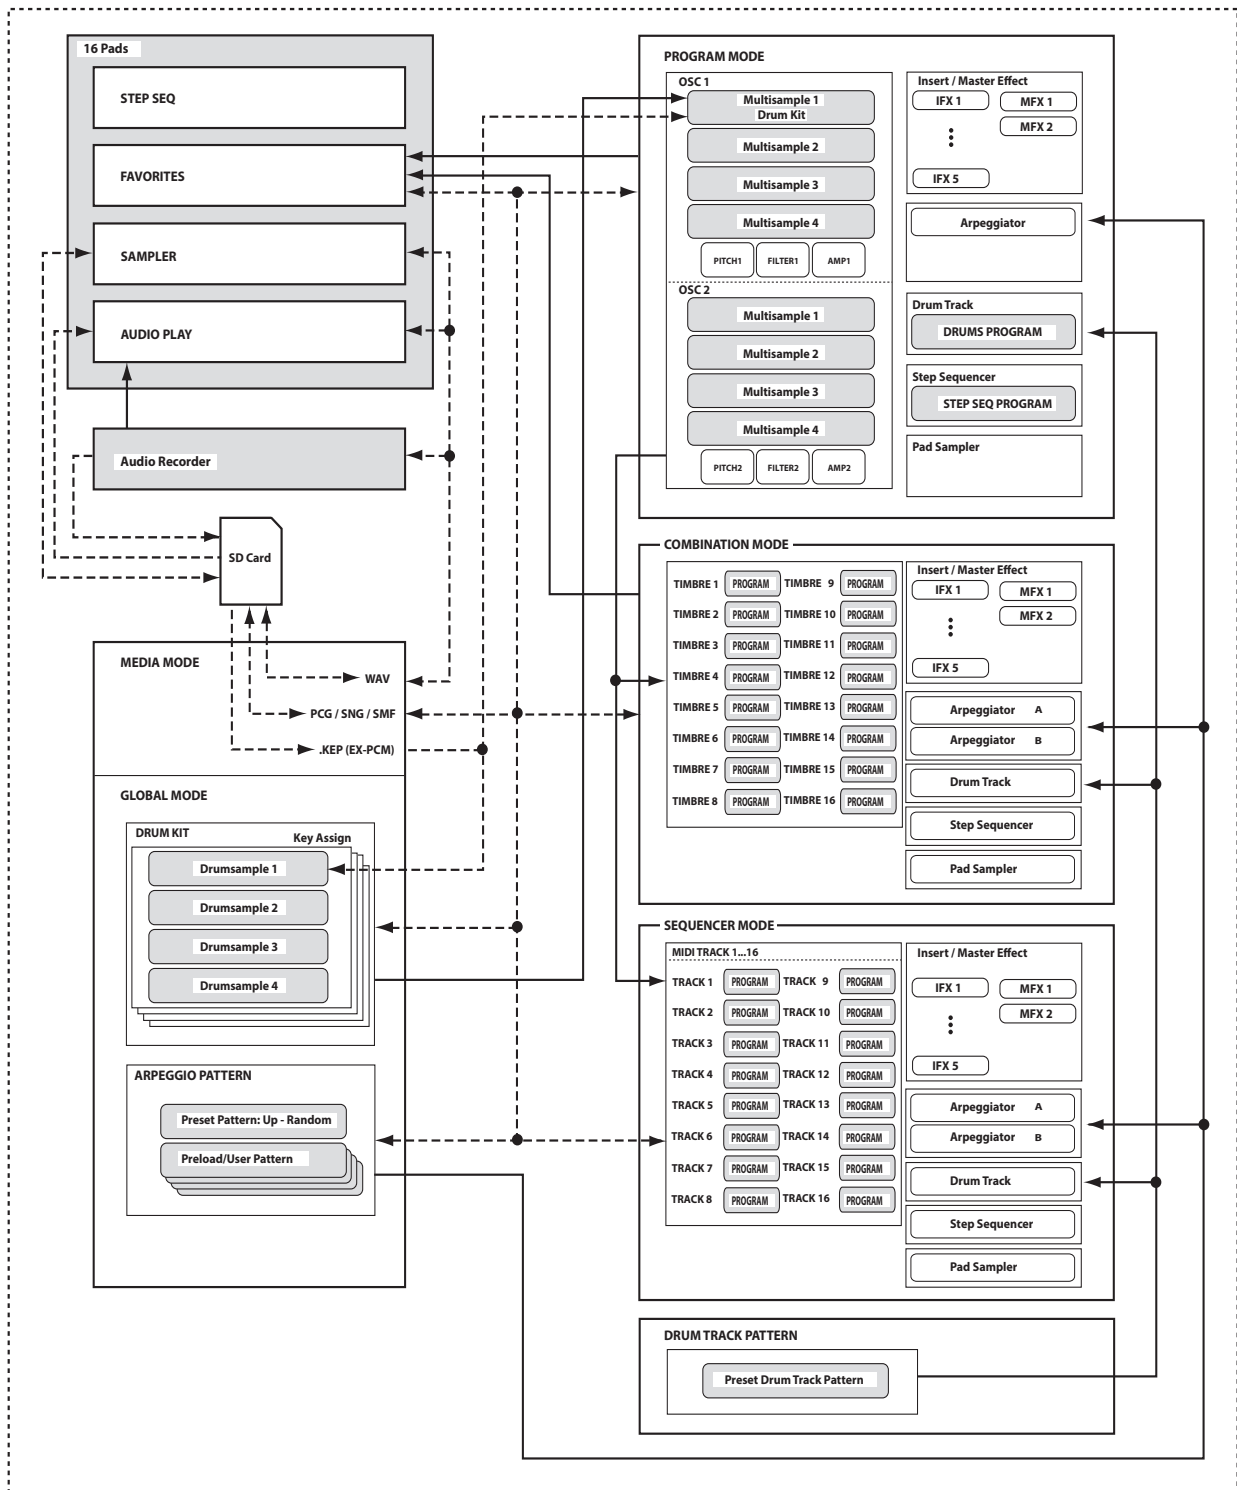 16 Pads
STEP SEQ
FAVORITES
SAMPLER
AUDIO PLAY
Audio Recorder
SD Card
MEDIA MODE
WAV
PCG / SNG / SMF
.KEP (EX-PCM)
GLOBAL MODE
DRUM KIT
Key Assign
Drumsample 1
Drumsample 2
Drumsample 3
Drumsample 4
ARPEGGIO PATTERN
Preset Pattern: Up - Random
Preload/User Pattern
PROGRAM MODE
OSC 1
Multisample 1
Drum Kit
Multisample 2
Multisample 3
Multisample 4
PITCH1 FILTER1 AMP1
OSC 2
Multisample 1
Multisample 2
Multisample 3
Multisample 4
PITCH2 FILTER2 AMP2
Insert / Master Effect
IFX 1 MFX 1
MFX 2
IFX 5
Arpeggiator
Drum Track
DRUMS PROGRAM
Step Sequencer
STEP SEQ PROGRAM
Pad Sampler
COMBINATION MODE
TIMBRE 1 PROGRAM TIMBRE 9 PROGRAM
TIMBRE 2 PROGRAM TIMBRE 10 PROGRAM
TIMBRE 3 PROGRAM TIMBRE 11 PROGRAM
TIMBRE 4 PROGRAM TIMBRE 12 PROGRAM
TIMBRE 5 PROGRAM TIMBRE 13 PROGRAM
TIMBRE 6 PROGRAM TIMBRE 14 PROGRAM
TIMBRE 7 PROGRAM TIMBRE 15 PROGRAM
TIMBRE 8 PROGRAM TIMBRE 16 PROGRAM
Insert / Master Effect
IFX 1 MFX 1
MFX 2
IFX 5
Arpeggiator A
Arpeggiator B
Drum Track
Step Sequencer
Pad Sampler
SEQUENCER MODE
MIDI TRACK 1...16
TRACK 1 PROGRAM TRACK 9 PROGRAM
TRACK 2 PROGRAM TRACK 10 PROGRAM
TRACK 3 PROGRAM TRACK 11 PROGRAM
TRACK 4 PROGRAM TRACK 12 PROGRAM
TRACK 5 PROGRAM TRACK 13 PROGRAM
TRACK 6 PROGRAM TRACK 14 PROGRAM
TRACK 7 PROGRAM TRACK 15 PROGRAM
TRACK 8 PROGRAM TRACK 16 PROGRAM
Insert / Master Effect
IFX 1 MFX 1
MFX 2
IFX 5
Arpeggiator A
Arpeggiator B
Drum Track
Step Sequencer
Pad Sampler
DRUM TRACK PATTERN
Preset Drum Track Pattern